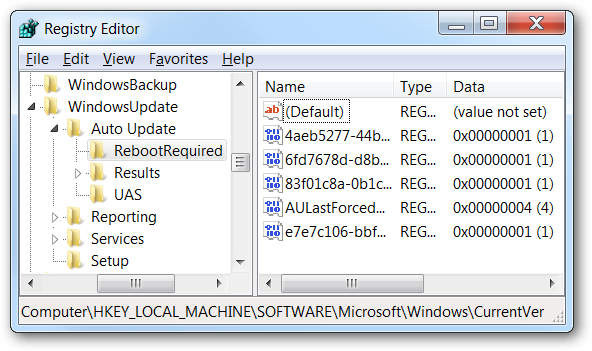 Registry Editor
File Edit View Favorites Help
WindowsBackup
WindowsUpdate
Auto Update
RebootRequired
Results
UAS
Reporting
Services
Setup
Name Type Data
ab (Default) REG... (value not set)
4aeb5277-44b... REG... 0x00000001 (1)
6fd7678d-d8b... REG... 0x00000001 (1)
83f01c8a-0b1c... REG... 0x00000001 (1)
AULastForced... REG... 0x00000004 (4)
e7e7c106-bbf... REG... 0x00000001 (1)
Computer\HKEY_LOCAL_MACHINE\SOFTWARE\Microsoft\Windows\CurrentVer